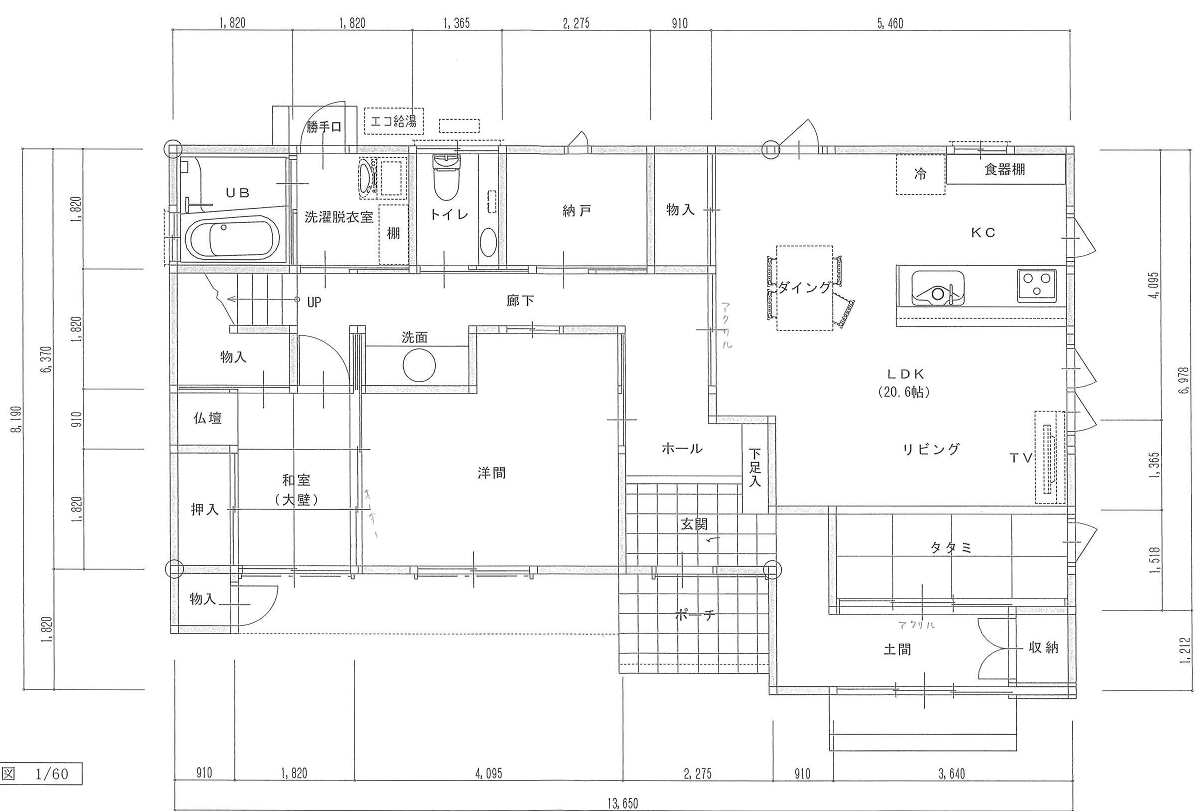 1,820
1,820
1,365
2,275
910
5,460
勝手口
エコ給湯
UB
洗濯脱衣室
棚
トイレ
納戸
物入
冷
食器棚
KC
ダイング
UP
廊下
アクリル
洗面
物入
LDK
(20.6帖)
仏壇
ホール
下足入
リビング
TV
洋間
和室
(大壁)
押入
玄関
タタミ
物入
ポーチ
アクリル
土間
収納
8,190
6,370
1,820
1,820
1,820
910
1,820
4,095
1,365
1,518
6,978
1,212
図 1/60
910
1,820
4,095
2,275
910
3,640
13,650